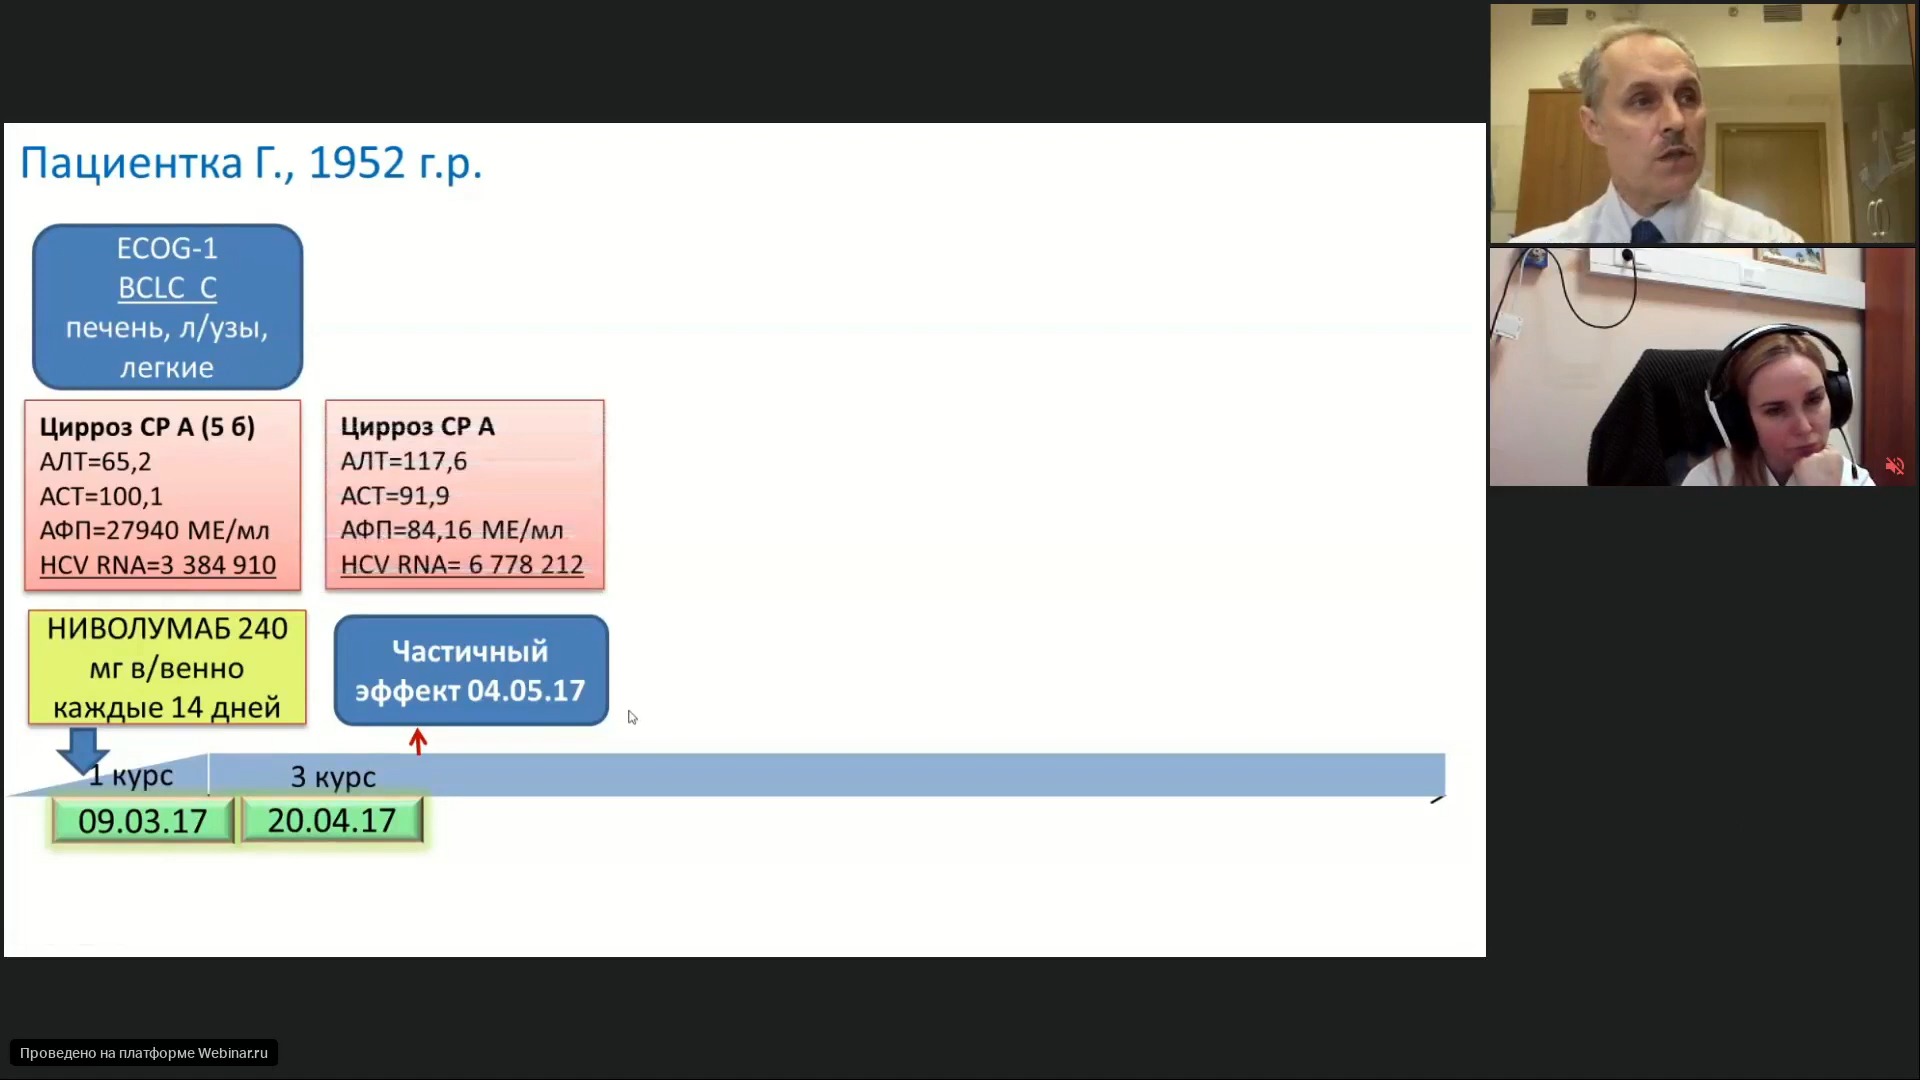 Пациентка Г., 1952 г.р.
ECOG-1
BCLC C
печень, л/узы,
легкие
Цирроз СР А (5 б)
АЛТ=65,2
АСТ=100,1
АФП=27940 МЕ/мл
HCV RNA=3 384 910
Цирроз СР А
АЛТ=117,6
АСТ=91,9
АФП=84,16 МЕ/мл
HCV RNA= 6 778 212
НИВОЛУМАБ 240
мг в/венно
каждые 14 дней
Частичный
эффект 04.05.17
1 курс
3 курс
09.03.17
20.04.17
Проведено на платформе Webinar.ru